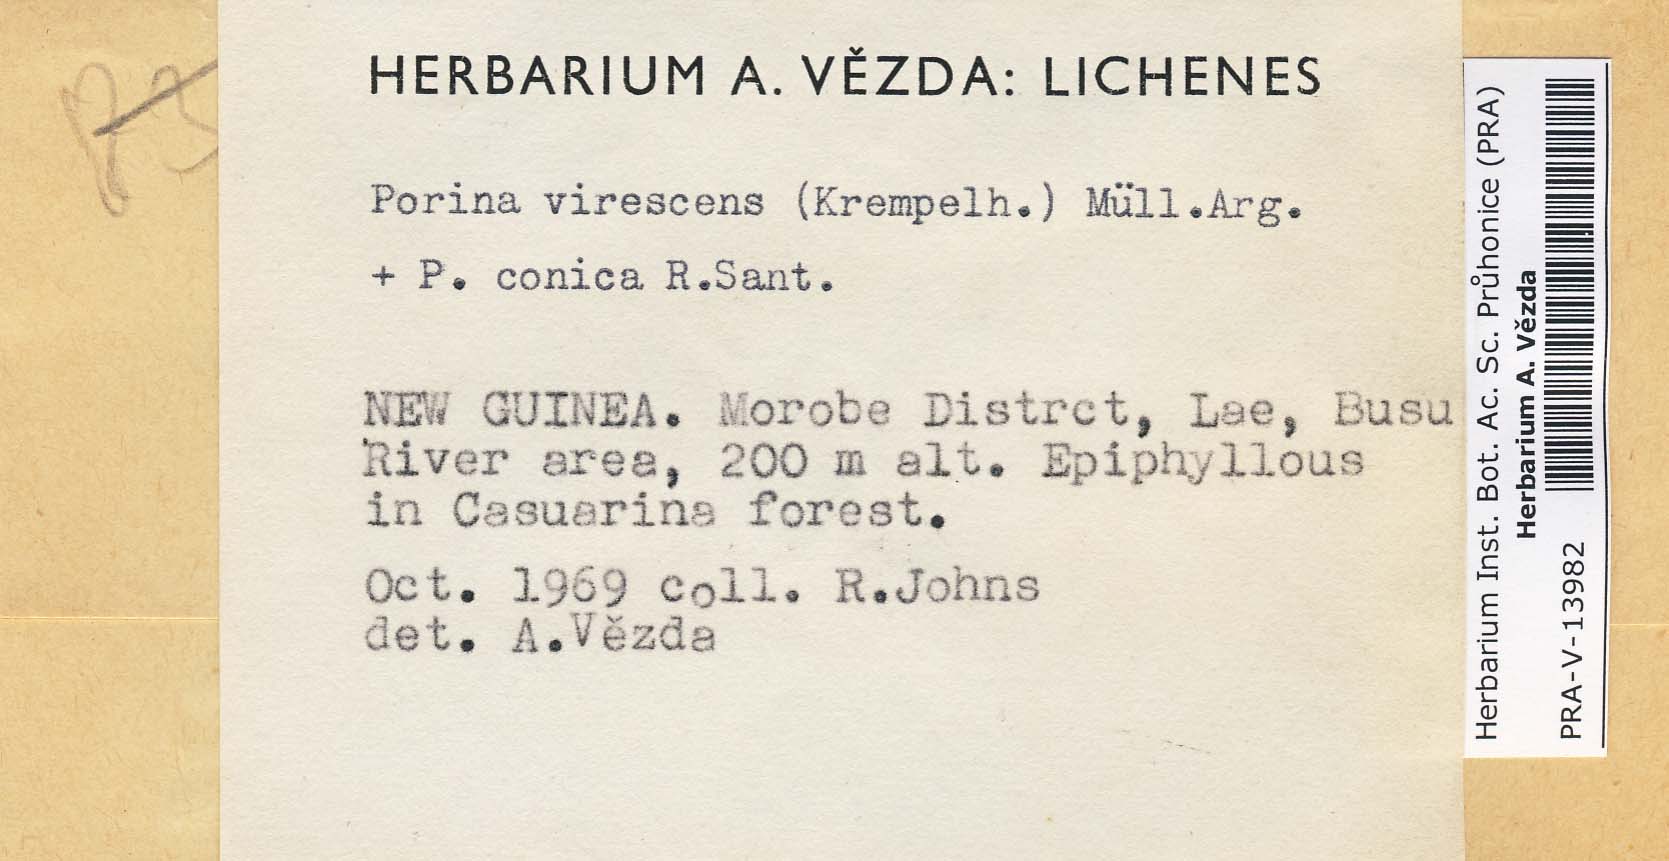 HERBARIUM A. VĚZDA: LICHENES
Porina virescens (Krempelh.) Müll.Arg.
+ P. conica R.Sant.
NEW GUINEA. Morobe Distrct, Lae, Busu
River area, 200 m alt. Epiphyllous
in Casuarina forest.
Oct. 1969 coll. R.Johns
det. A.Vězda
Herbarium Inst. Bot. Ac. Sc. Průhonice (PRA)
Herbarium A. Vězda
PRA-V-13982